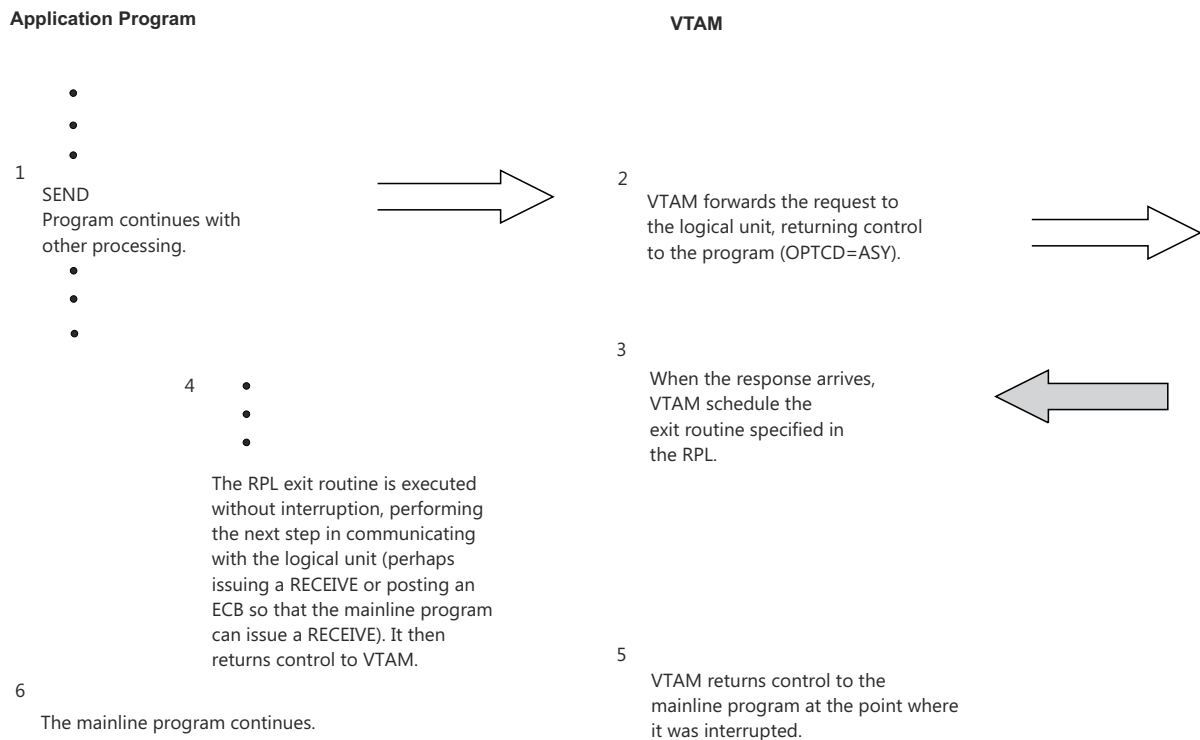 Application Program
VTAM
1
SEND
Program continues with
other processing.
2
VTAM forwards the request to
the logical unit, returning control
to the program (OPTCD=ASY).
3
When the response arrives,
VTAM schedule the
exit routine specified in
the RPL.
4
The RPL exit routine is executed
without interruption, performing
the next step in communicating
with the logical unit (perhaps
issuing a RECEIVE or posting an
ECB so that the mainline program
can issue a RECEIVE). It then
returns control to VTAM.
5
VTAM returns control to the
mainline program at the point where
it was interrupted.
6
The mainline program continues.